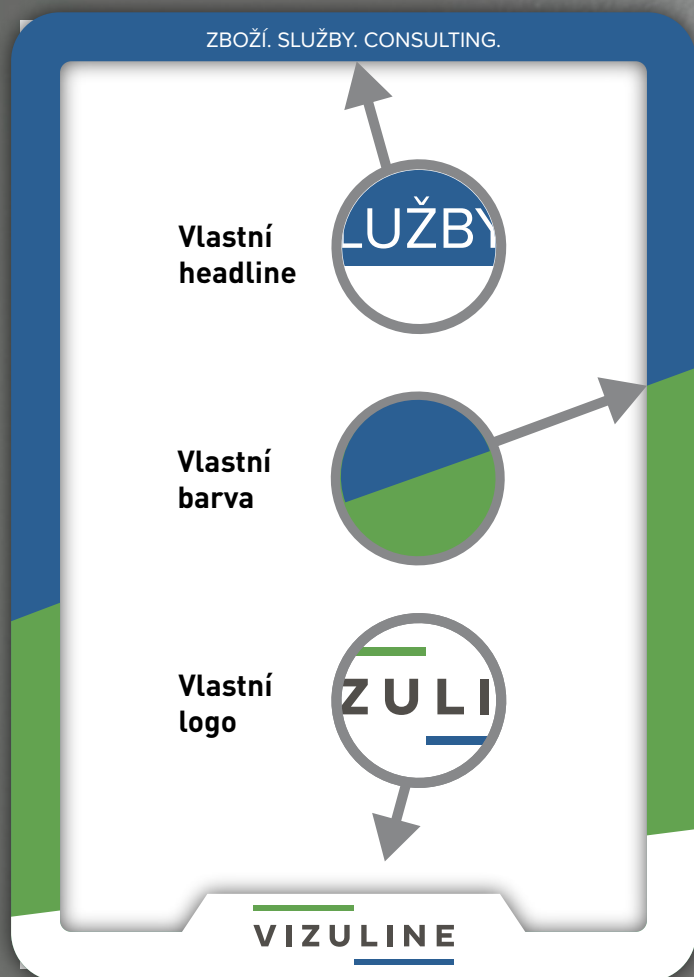 ZBOŽÍ. SLUŽBY. CONSULTING.
LUŽBY
Vlastní
headline
Vlastní
barva
ZULI
Vlastní
logo
VIZULINE